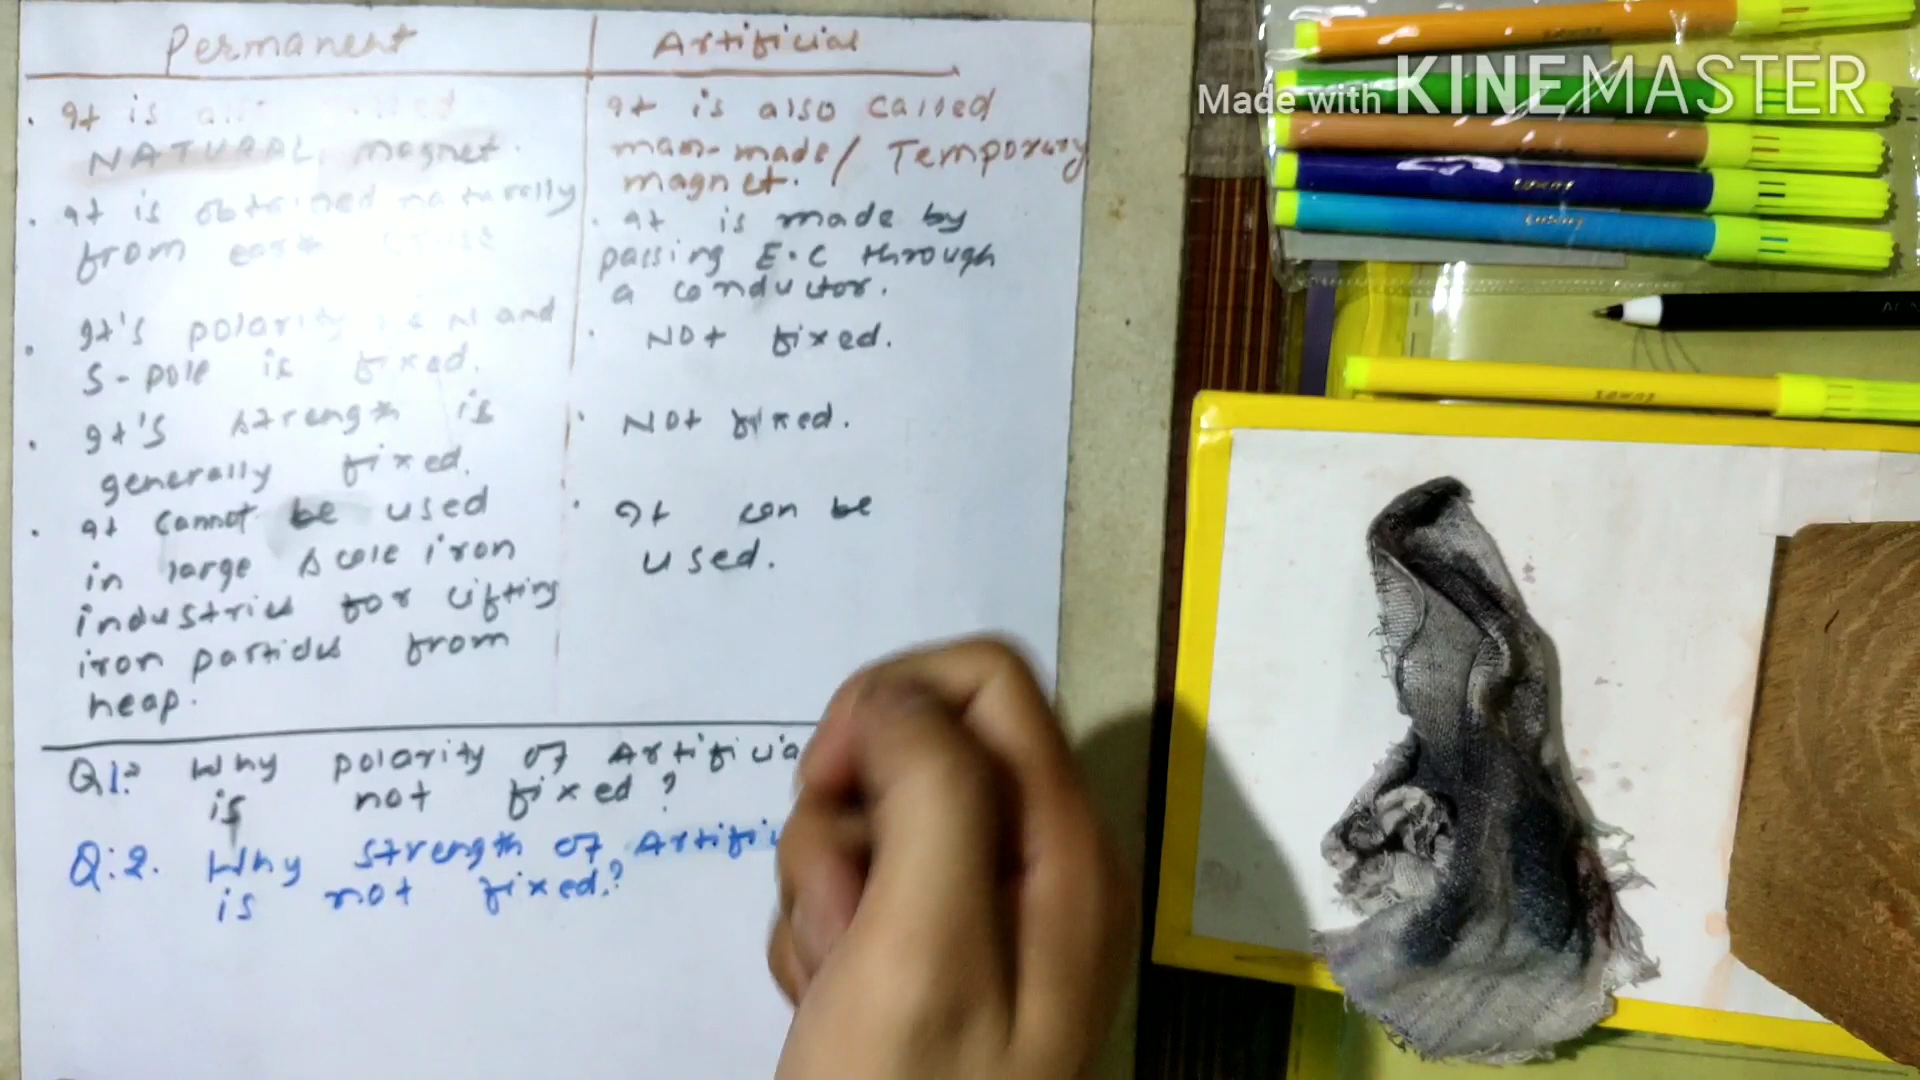 Permanent
Artificial
It is called
NATURAL magnet.
It is obtained naturally
from
It's polarity N and
S-pole is fixed.
It's strength is
generally fixed.
It cannot be used
in large scale iron
industries for lifting
iron particles from
heap.
It is also called
man-made/ Temporary
magnet.
It is made by
passing E.C through
a conductor.
Not fixed.
Not fixed.
It can be
used.
Q1: Why polarity of
is not fixed?
Q:2. Why strength of
is not fixed.?
Made with KINEMASTER